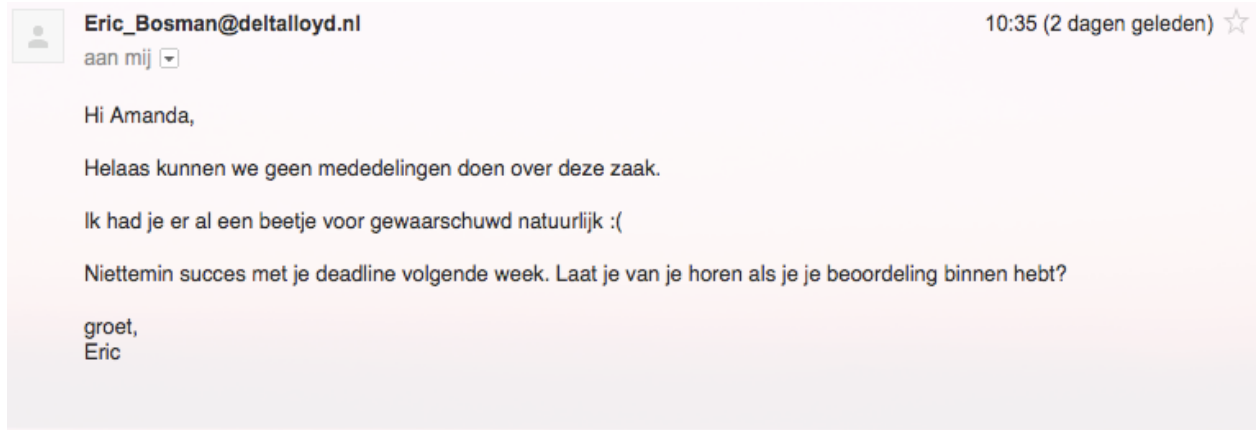 Eric_Bosman@deltalloyd.nl 10:35 (2 dagen geleden)
aan mij
Hi Amanda,
Helaas kunnen we geen mededelingen doen over deze zaak.
Ik had je er al een beetje voor gewaarschuwd natuurlijk :(
Niettemin succes met je deadline volgende week. Laat je van je horen als je je beoordeling binnen hebt?
groet,
Eric